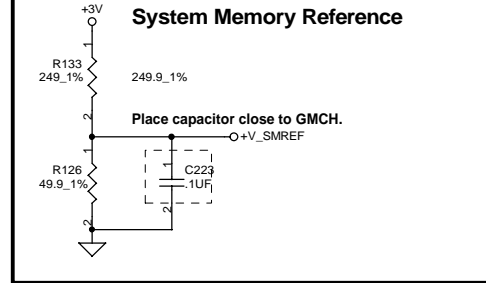 +3V
System Memory Reference
1
R133
249_1%
249.9_1%
2
Place capacitor close to GMCH.
+V_SMREF
1
R126
49.9_1%
2
1
C223
.1UF
2